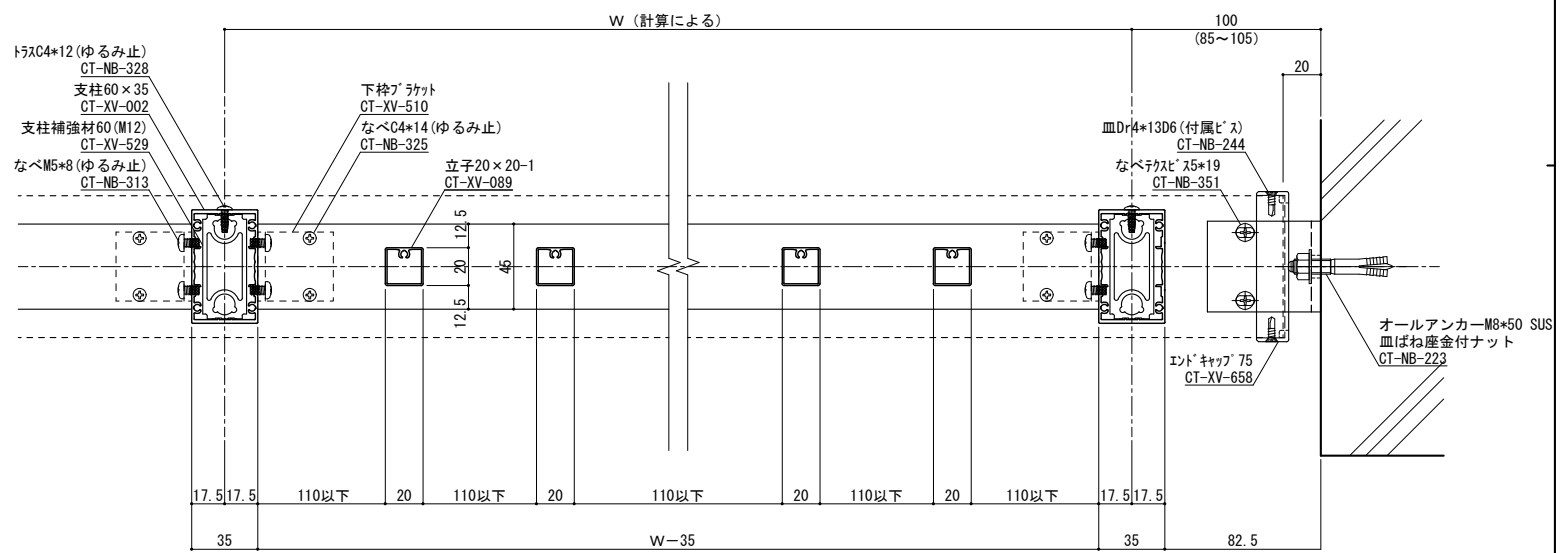 W (計算による)
100
(85~105)
20
トラスC4*12(ゆるみ止)
CT-NB-328
支柱60×35
CT-XV-002
支柱補強材60(M12)
CT-XV-529
なべM5*8(ゆるみ止)
CT-NB-313
下枠ブラケット
CT-XV-510
なべC4*14(ゆるみ止)
CT-NB-325
立子20×20-1
CT-XV-089
皿Dr4*13D6(付属ビス)
CT-NB-244
なべテクスビス5*19
CT-NB-351
12.5
20
12.5
45
オールアンカーM8*50 SUS
皿ばね座金付ナット
CT-NB-223
エンドキャップ75
CT-XV-658
17.5 17.5 110以下 20 110以下 20 110以下 20 110以下 20 110以下 17.5 17.5
35 W-35 35 82.5